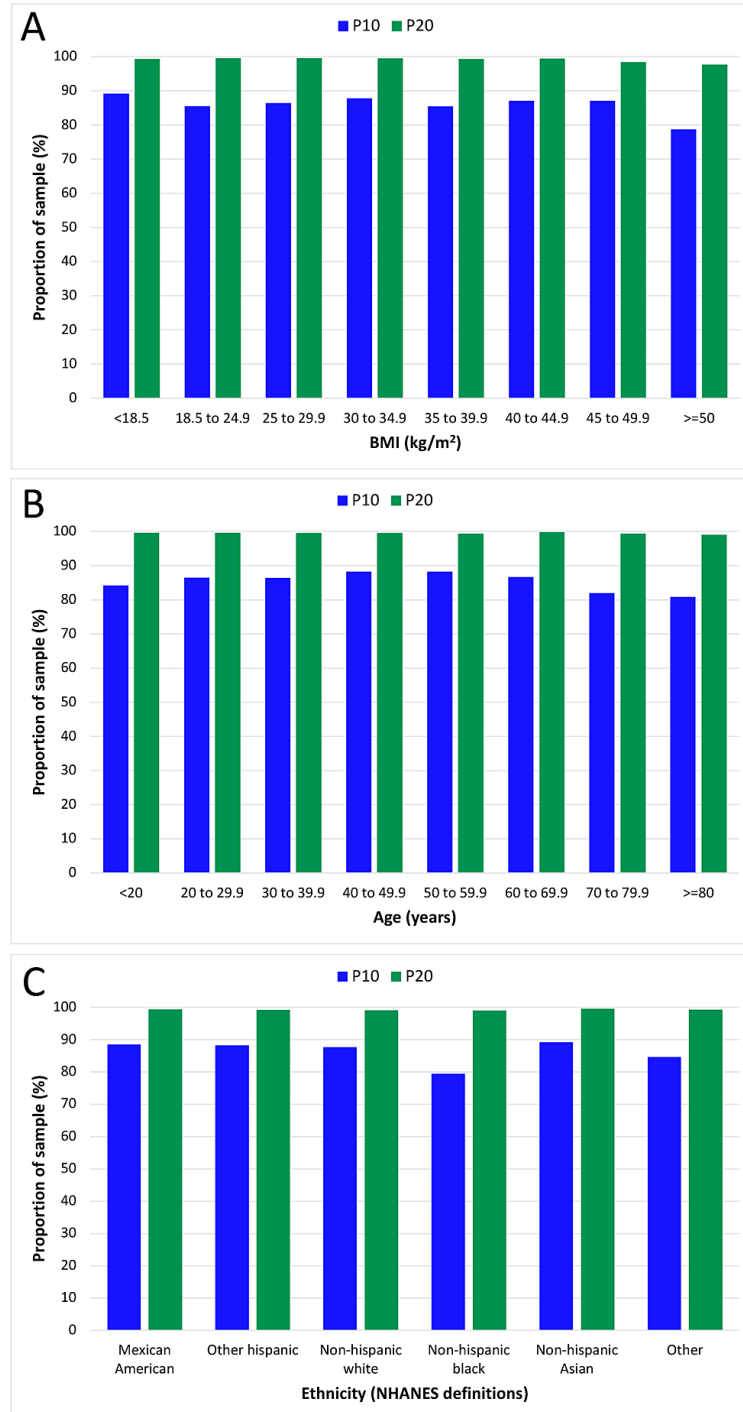 A
P10 P20
Proportion of sample (%)
100
90
80
70
60
50
40
30
20
10
0
<18.5 18.5 to 24.9 25 to 29.9 30 to 34.9 35 to 39.9 40 to 44.9 45 to 49.9 >=50
BMI (kg/m²)
B
P10 P20
Proportion of sample (%)
100
90
80
70
60
50
40
30
20
10
0
<20 20 to 29.9 30 to 39.9 40 to 49.9 50 to 59.9 60 to 69.9 70 to 79.9 >=80
Age (years)
C
P10 P20
Proportion of sample (%)
100
90
80
70
60
50
40
30
20
10
0
Mexican Other hispanic Non-hispanic Non-hispanic Non-hispanic Other
American white black Asian
Ethnicity (NHANES definitions)